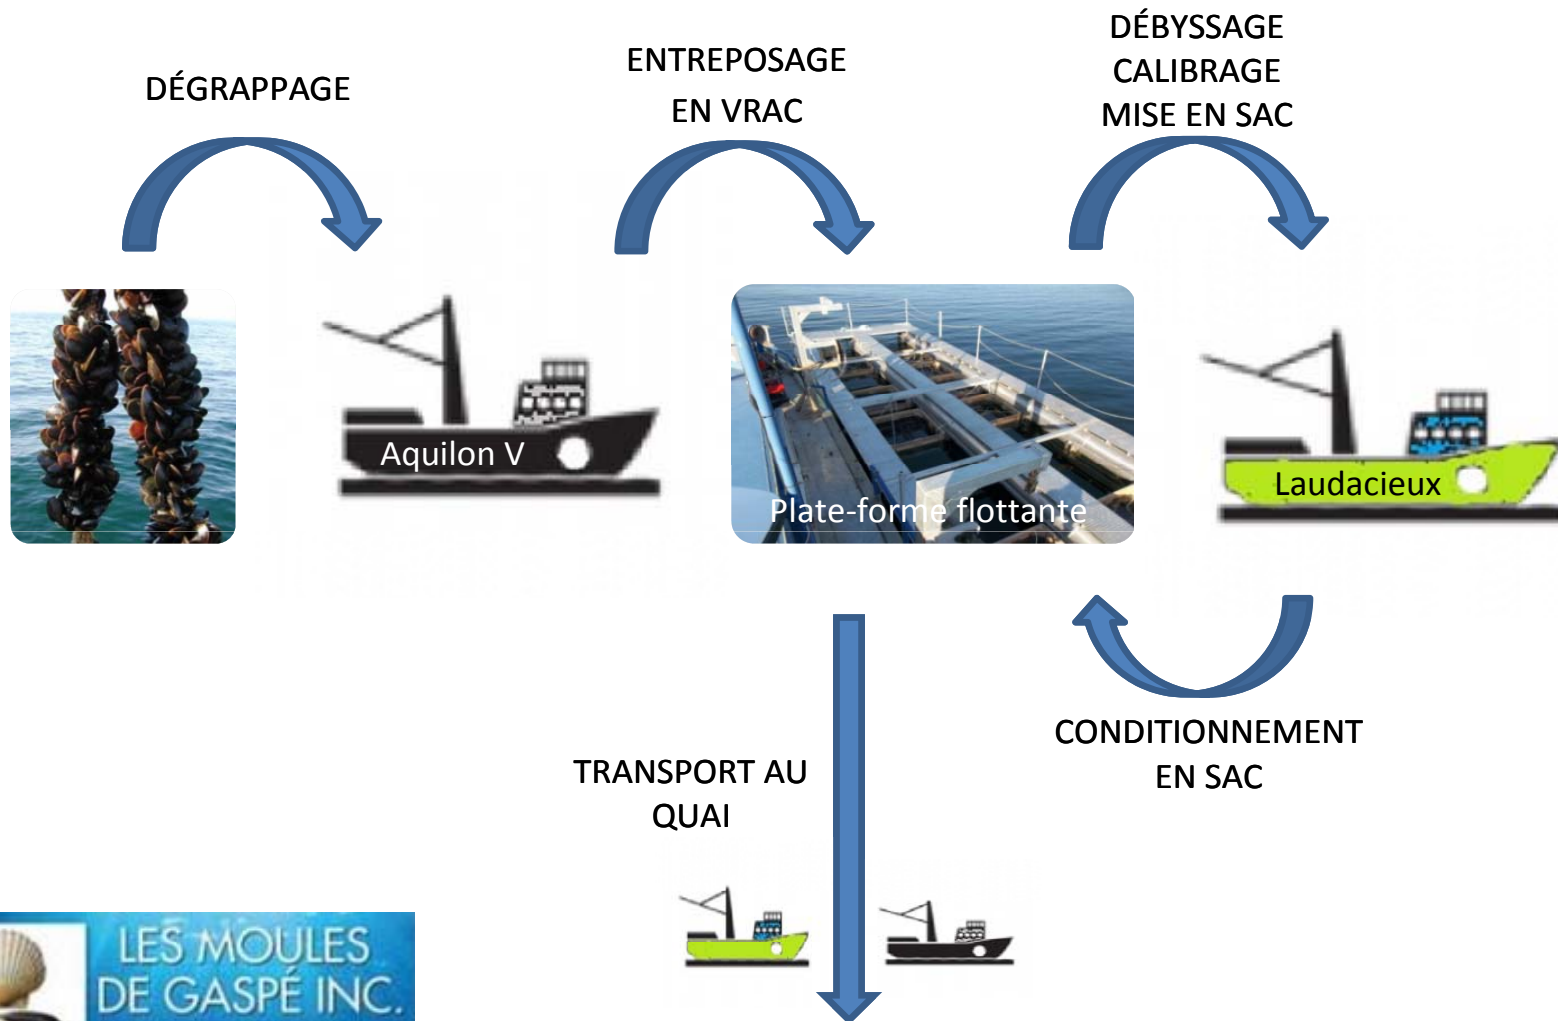 DÉGRAPPAGE
ENTREPOSAGE
EN VRAC
DÉBYSSAGE
CALIBRAGE
MISE EN SAC
Aquilon V
Plate-forme flottante
Laudacieux
CONDITIONNEMENT
EN SAC
TRANSPORT AU
QUAI
LES MOULES
DE GASPÉ INC.